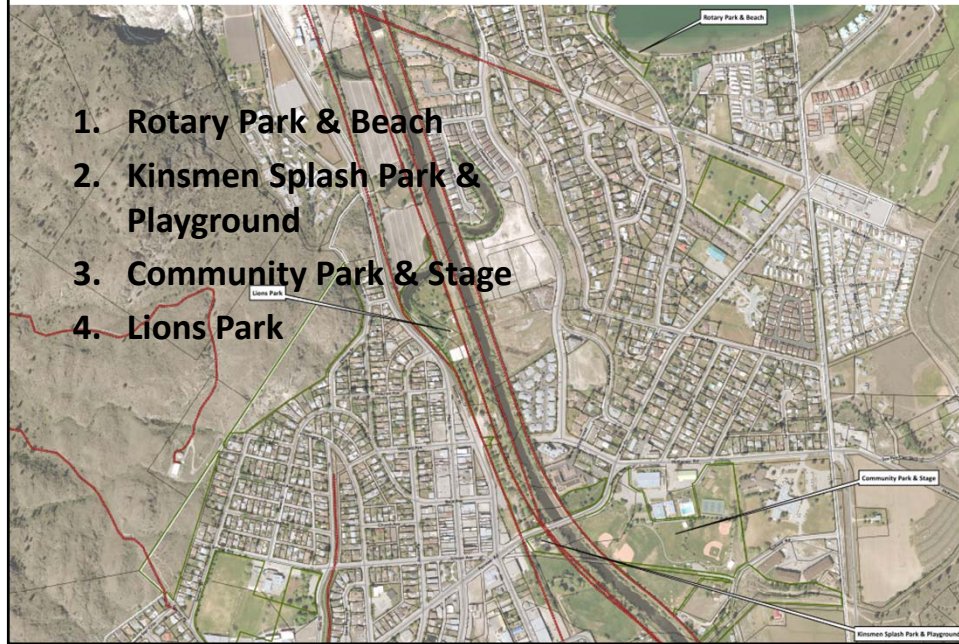 Rotary Park & Beach
1. Rotary Park & Beach
2. Kinsmen Splash Park &
Playground
3. Community Park & Stage
Lions Park
4. Lions Park
Community Park & Stage
Kinsmen Splash Park & Playground